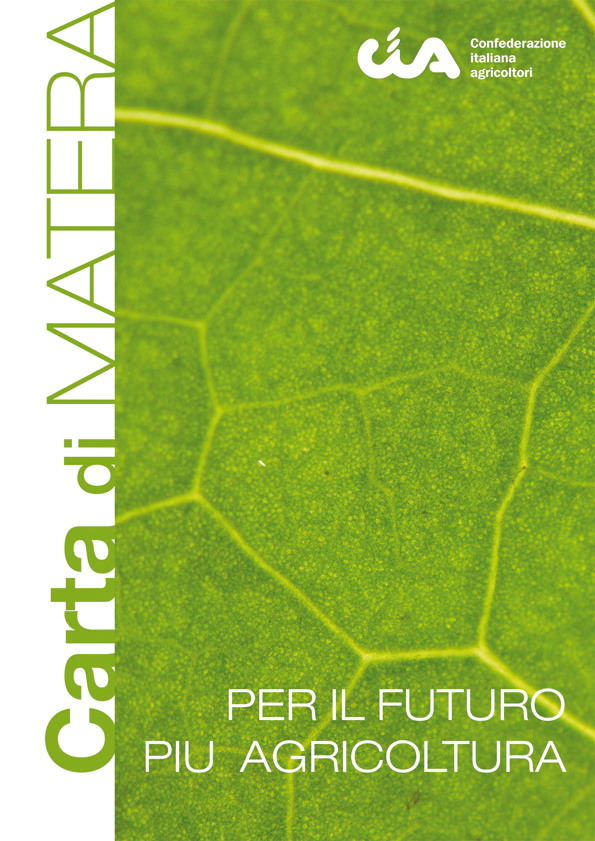 Carta di MATERA
cia
Confederazione
italiana
agricoltori
PER IL FUTURO
PIU AGRICOLTURA